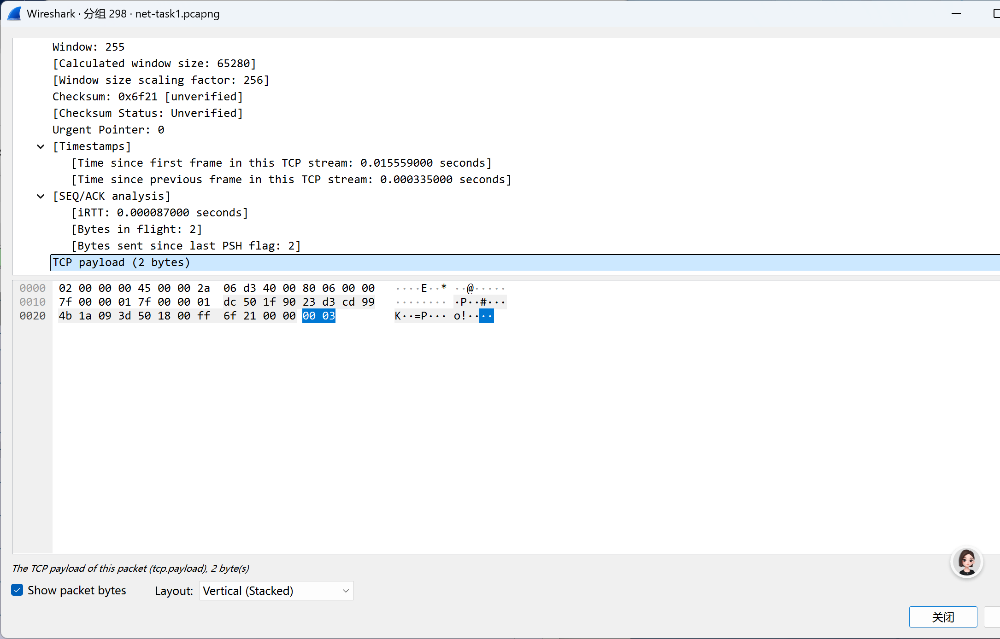 Wireshark · 分组 298 · net-task1.pcapng
Window: 255
[Calculated window size: 65280]
[Window size scaling factor: 256]
Checksum: 0x6f21 [unverified]
[Checksum Status: Unverified]
Urgent Pointer: 0
[Timestamps]
[Time since first frame in this TCP stream: 0.015559000 seconds]
[Time since previous frame in this TCP stream: 0.000335000 seconds]
[SEQ/ACK analysis]
[iRTT: 0.000087000 seconds]
[Bytes in flight: 2]
[Bytes sent since last PSH flag: 2]
TCP payload (2 bytes)
0000 02 00 00 00 45 00 00 2a 06 d3 40 00 80 06 00 00 ····E··* ··@·····
0010 7f 00 00 01 7f 00 00 01 dc 50 1f 90 23 d3 cd 99 ········ ·P··#···
0020 4b 1a 09 3d 50 18 00 ff 6f 21 00 00 00 03 K··=P··· o!····
The TCP payload of this packet (tcp.payload), 2 byte(s)
Show packet bytes Layout: Vertical (Stacked)
关闭